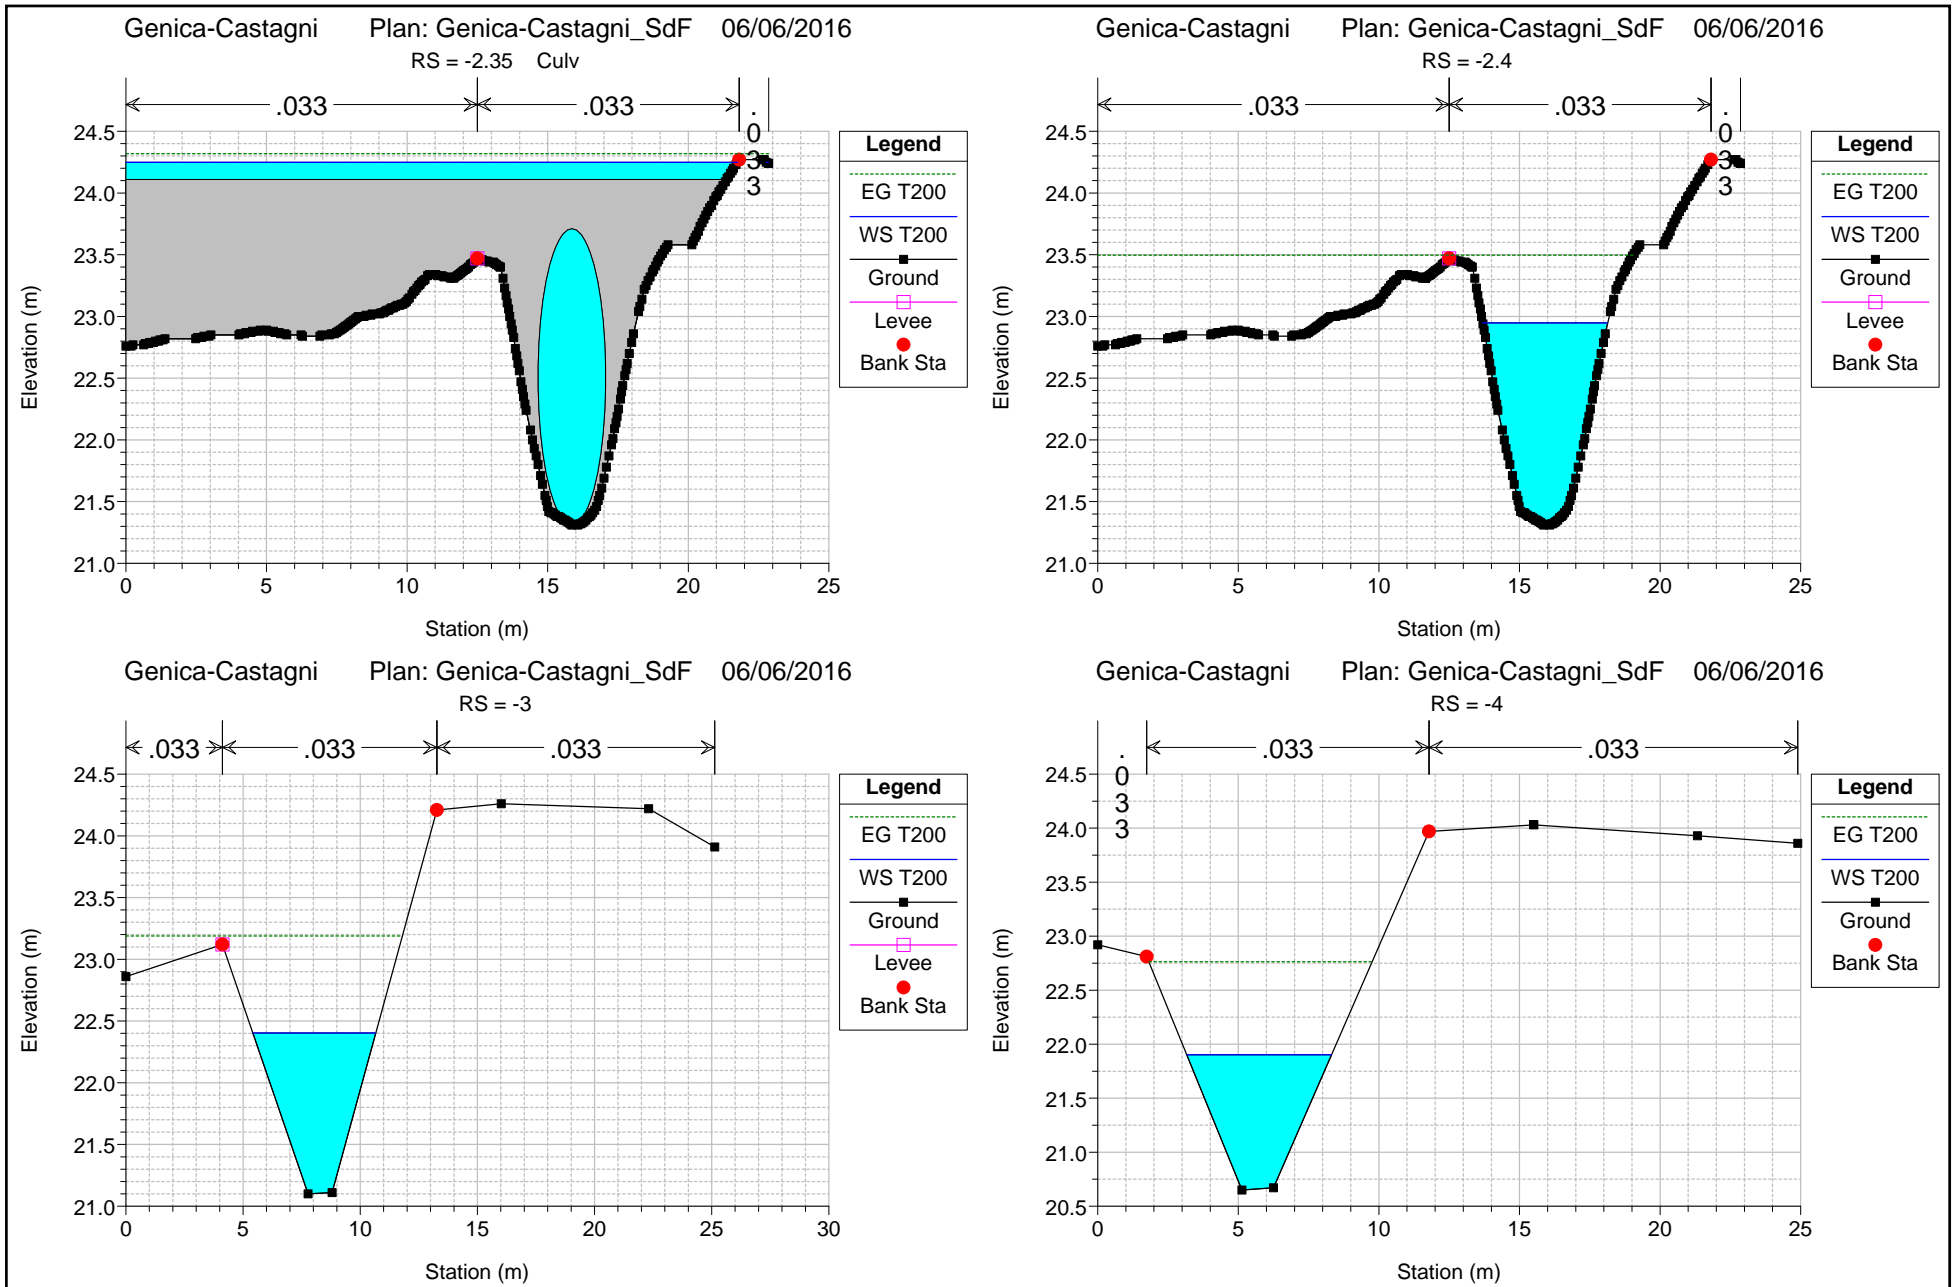 Genica-Castagni Plan: Genica-Castagni_SdF 06/06/2016
RS = -2.35 Culv
.033 .033 .033
24.5
24.0
23.5
23.0
22.5
22.0
21.5
21.0
Elevation (m)
0 5 10 15 20 25
Station (m)
Legend
EG T200
WS T200
Ground
Levee
Bank Sta
Genica-Castagni Plan: Genica-Castagni_SdF 06/06/2016
RS = -2.4
.033 .033 .033
24.5
24.0
23.5
23.0
22.5
22.0
21.5
21.0
Elevation (m)
0 5 10 15 20 25
Station (m)
Legend
EG T200
WS T200
Ground
Levee
Bank Sta
Genica-Castagni Plan: Genica-Castagni_SdF 06/06/2016
RS = -3
.033 .033 .033
24.5
24.0
23.5
23.0
22.5
22.0
21.5
21.0
Elevation (m)
0 5 10 15 20 25 30
Station (m)
Legend
EG T200
WS T200
Ground
Levee
Bank Sta
Genica-Castagni Plan: Genica-Castagni_SdF 06/06/2016
RS = -4
.033 .033 .033
24.5
24.0
23.5
23.0
22.5
22.0
21.5
21.0
20.5
Elevation (m)
0 5 10 15 20 25
Station (m)
Legend
EG T200
WS T200
Ground
Bank Sta